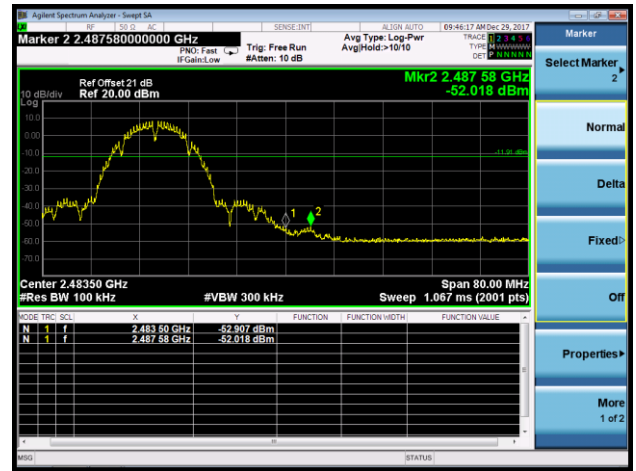 Agilent Spectrum Analyzer - Swept SA
RF 50 Ω AC SENSE:INT ALIGN AUTO 09:46:17 AM Dec 29, 2017
Marker 2 2.487580000000 GHz
PNO: Fast
IFGain:Low
Trig: Free Run
#Atten: 10 dB
Avg Type: Log-Pwr
Avg|Hold:>10/10
TRACE 1 2 3 4 5 6
TYPE M WWWWW
DET P N N N N N
Marker
Select Marker
2
Normal
Delta
Fixed
Off
Properties
More
1 of 2
Mkr2 2.487 58 GHz
-52.018 dBm
Ref Offset 21 dB
10 dB/div Ref 20.00 dBm
Log
10.0
0.00
-10.0
-20.0
-30.0
-40.0
-50.0
-60.0
-70.0
-11.91 dBm
1
2
Center 2.48350 GHz Span 80.00 MHz
#Res BW 100 kHz #VBW 300 kHz Sweep 1.067 ms (2001 pts)
MODE TRC SCL X Y FUNCTION FUNCTION WIDTH FUNCTION VALUE
N 1 f 2.483 50 GHz -52.907 dBm
N 1 f 2.487 58 GHz -52.018 dBm
MSG STATUS